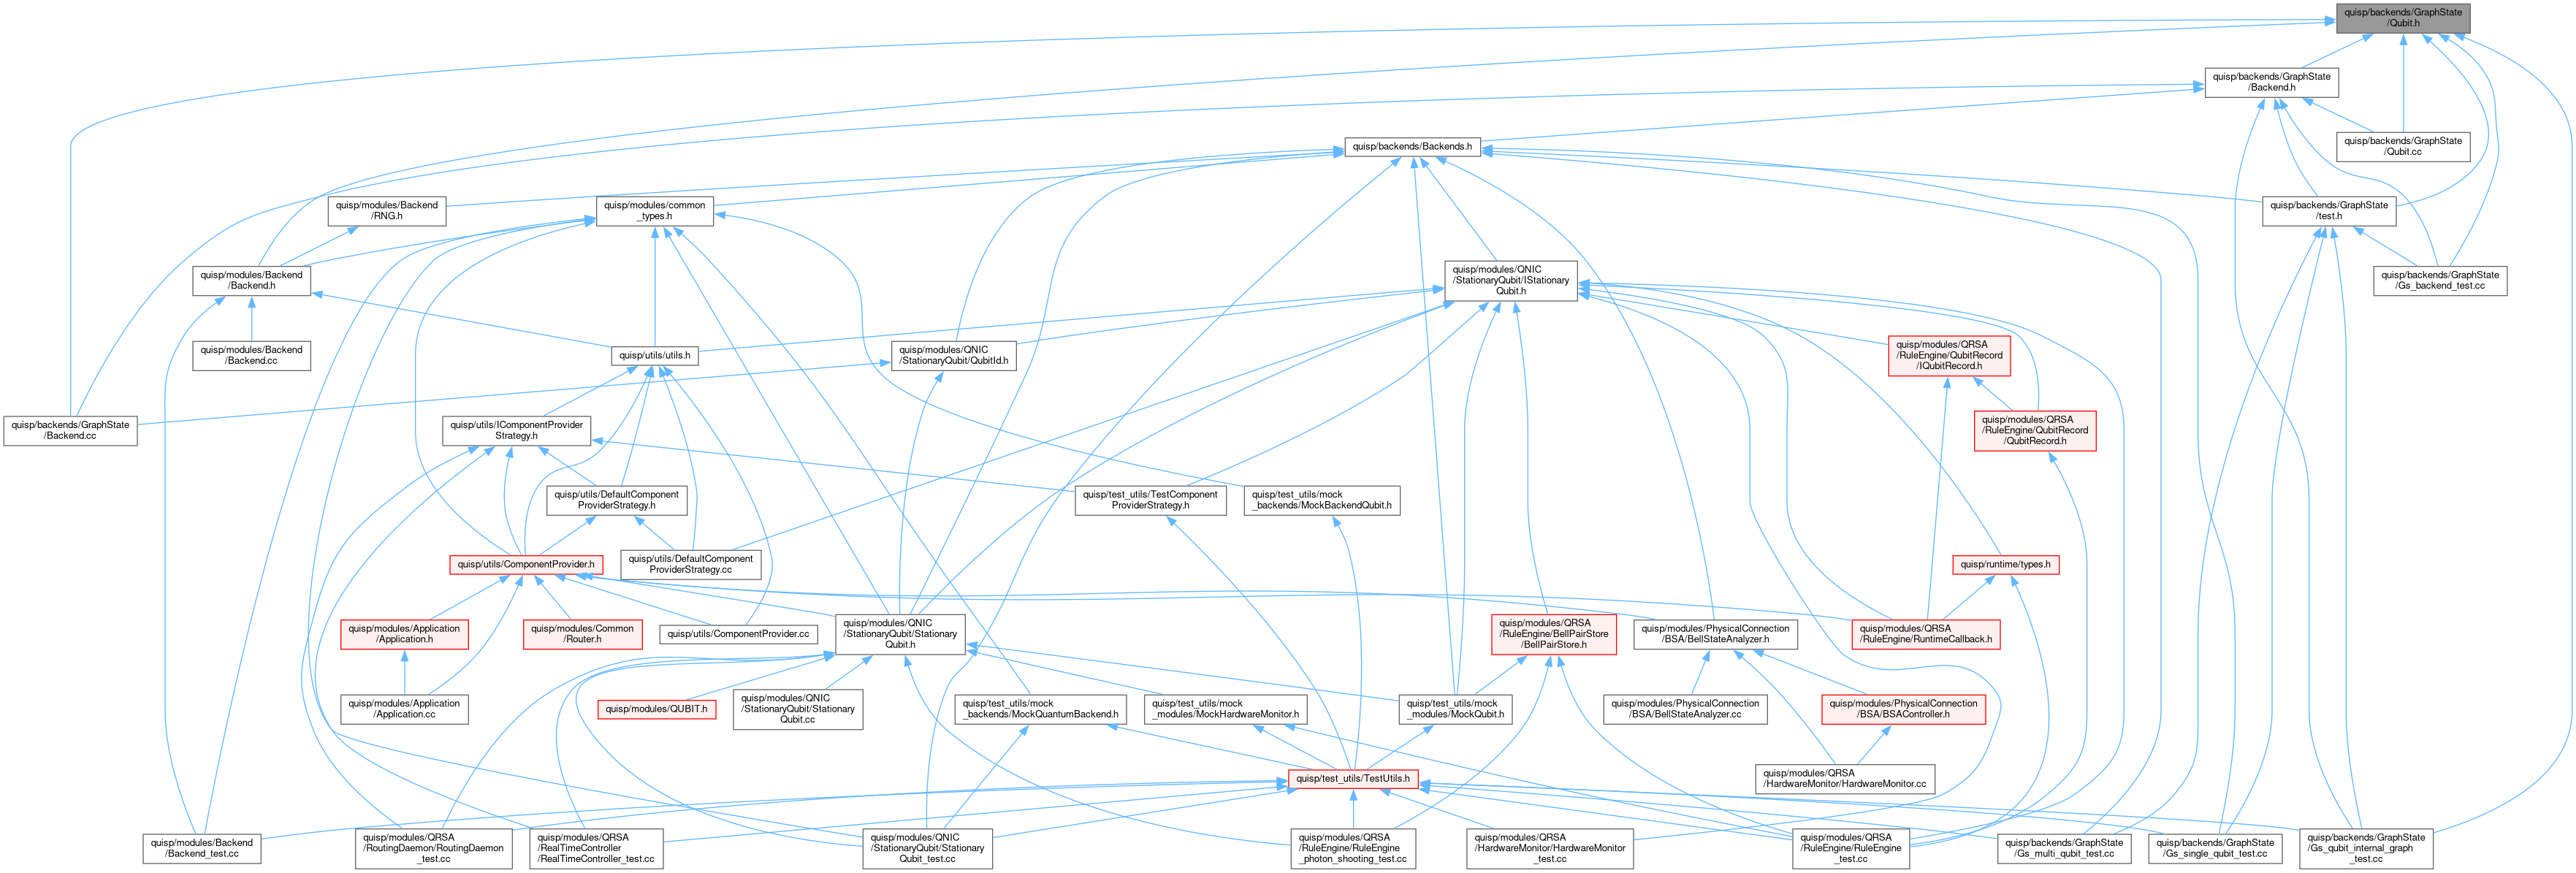 quisp/backends/GraphState
/Qubit.h
quisp/backends/GraphState
/Backend.h
quisp/backends/GraphState
/Qubit.cc
quisp/backends/Backends.h
quisp/modules/Backend
/RNG.h
quisp/modules/common
_types.h
quisp/backends/GraphState
/test.h
quisp/modules/Backend
/Backend.h
quisp/modules/QNIC
/StationaryQubit/IStationary
Qubit.h
quisp/backends/GraphState
/Gs_backend_test.cc
quisp/modules/Backend
/Backend.cc
quisp/utils/utils.h
quisp/modules/QNIC
/StationaryQubit/QubitId.h
quisp/modules/QRSA
/RuleEngine/QubitRecord
/IQubitRecord.h
quisp/backends/GraphState
/Backend.cc
quisp/utils/IComponentProvider
Strategy.h
quisp/modules/QRSA
/RuleEngine/QubitRecord
/QubitRecord.h
quisp/utils/DefaultComponent
ProviderStrategy.h
quisp/test_utils/TestComponent
ProviderStrategy.h
quisp/test_utils/mock
_backends/MockBackendQubit.h
quisp/utils/ComponentProvider.h
quisp/utils/DefaultComponent
ProviderStrategy.cc
quisp/runtime/types.h
quisp/modules/Application
/Application.h
quisp/modules/Common
/Router.h
quisp/utils/ComponentProvider.cc
quisp/modules/QNIC
/StationaryQubit/Stationary
Qubit.h
quisp/modules/QRSA
/RuleEngine/BellPairStore
/BellPairStore.h
quisp/modules/PhysicalConnection
/BSA/BellStateAnalyzer.h
quisp/modules/QRSA
/RuleEngine/RuntimeCallback.h
quisp/modules/Application
/Application.cc
quisp/modules/QUBIT.h
quisp/modules/QNIC
/StationaryQubit/Stationary
Qubit.cc
quisp/test_utils/mock
_backends/MockQuantumBackend.h
quisp/test_utils/mock
_modules/MockHardwareMonitor.h
quisp/test_utils/mock
_modules/MockQubit.h
quisp/modules/PhysicalConnection
/BSA/BellStateAnalyzer.cc
quisp/modules/PhysicalConnection
/BSA/BSAController.h
quisp/test_utils/TestUtils.h
quisp/modules/QRSA
/HardwareMonitor/HardwareMonitor.cc
quisp/modules/Backend
/Backend_test.cc
quisp/modules/QRSA
/RoutingDaemon/RoutingDaemon
_test.cc
quisp/modules/QRSA
/RealTimeController
/RealTimeController_test.cc
quisp/modules/QNIC
/StationaryQubit/Stationary
Qubit_test.cc
quisp/modules/QRSA
/RuleEngine/RuleEngine
_photon_shooting_test.cc
quisp/modules/QRSA
/HardwareMonitor/HardwareMonitor
_test.cc
quisp/modules/QRSA
/RuleEngine/RuleEngine
_test.cc
quisp/backends/GraphState
/Gs_multi_qubit_test.cc
quisp/backends/GraphState
/Gs_single_qubit_test.cc
quisp/backends/GraphState
/Gs_qubit_internal_graph
_test.cc